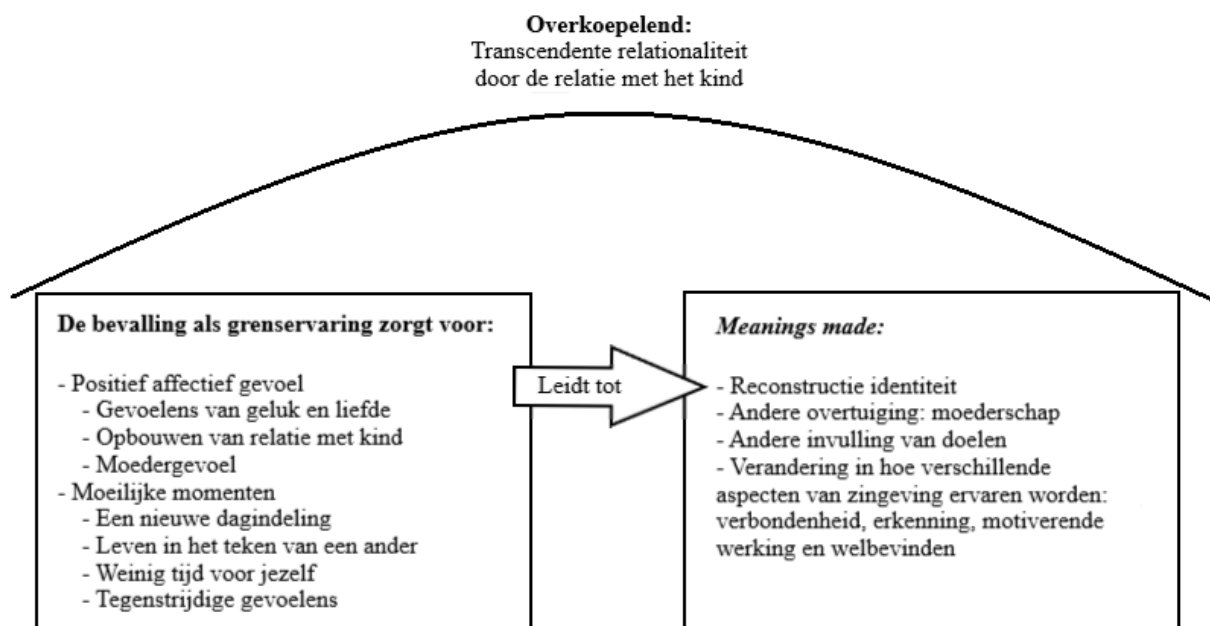 Overkoepelend:
Transcendente relationaliteit
door de relatie met het kind
De bevalling als grenservaring zorgt voor:
- Positief affectief gevoel
- Gevoelens van geluk en liefde
- Opbouwen van relatie met kind
- Moedergevoel
- Moeilijke momenten
- Een nieuwe dagindeling
- Leven in het teken van een ander
- Weinig tijd voor jezelf
- Tegenstrijdige gevoelens
Leidt tot
Meanings made:
- Reconstructie identiteit
- Andere overtuiging: moederschap
- Andere invulling van doelen
- Verandering in hoe verschillende
aspecten van zingeving ervaren worden:
verbondenheid, erkenning, motiverende
werking en welbevinden